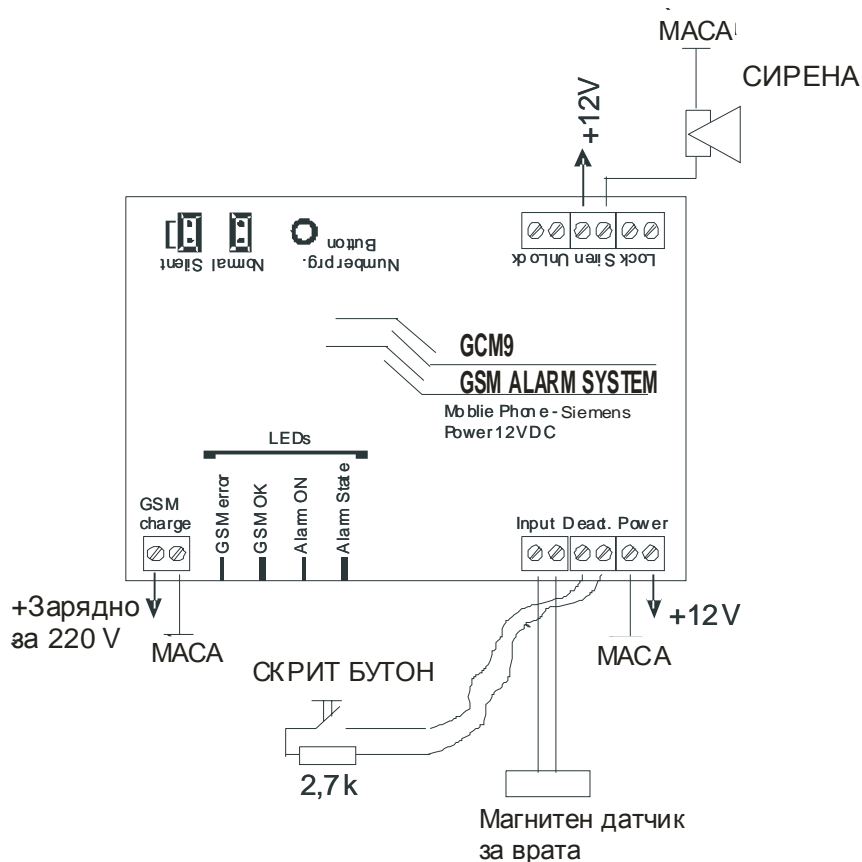 МАСА
СИРЕНА
+12V
Silent
Normal
Number prg.
Button
UnLock
Siren
Lock
GCM9
GSM ALARM SYSTEM
Moblie Phone - Siemens
Power 12VDC
LEDs
GSM error
GSM OK
Alarm ON
Alarm State
GSM
charge
Input Deact. Power
+Зарядно
за 220 V
МАСА
+12V
МАСА
СКРИТ БУТОН
2,7k
Магнитен датчик
за врата